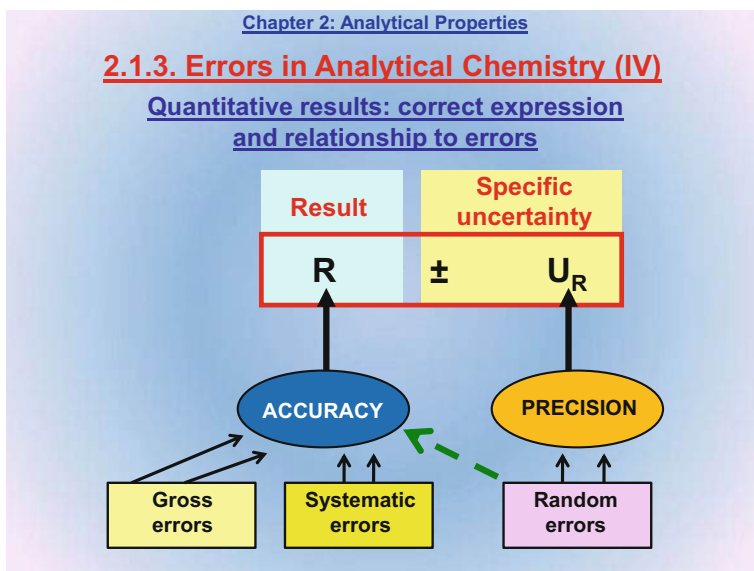 Chapter 2: Analytical Properties
2.1.3. Errors in Analytical Chemistry (IV)
Quantitative results: correct expression
and relationship to errors
Result
Specific
uncertainty
R ± U_R
ACCURACY
PRECISION
Gross
errors
Systematic
errors
Random
errors